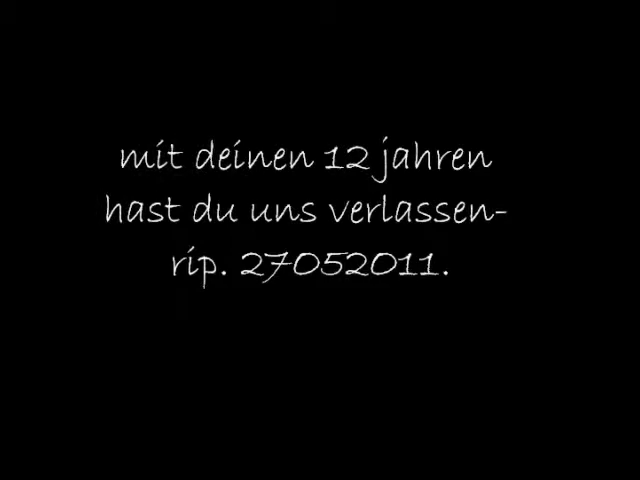 mit deinen 12 jahren
hast du uns verlassen-
rip. 27052011.